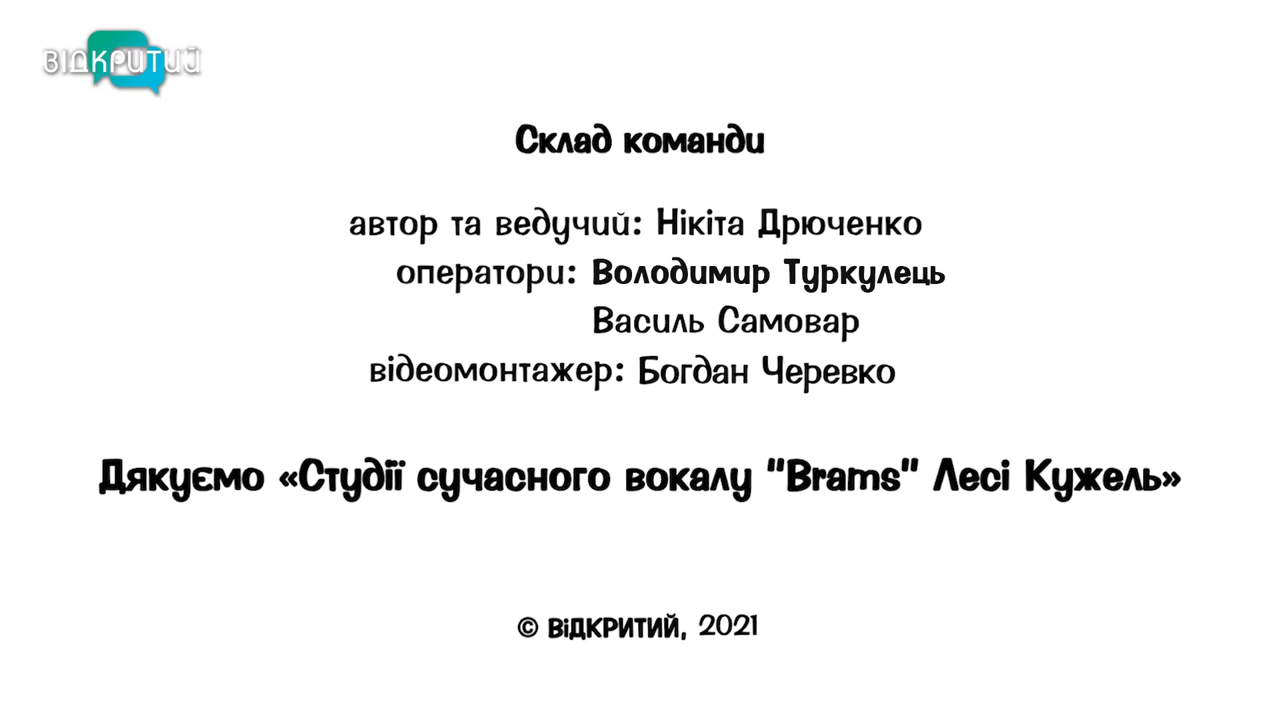 ВІДКРИТИЙ
Склад команди
автор та ведучий: Нікіта Дрюченко
оператори: Володимир Туркулець
Василь Самовар
відеомонтажер: Богдан Черевко
Дякуємо «Студії сучасного вокалу "Brams" Лесі Кужель»
© ВіДКРИТИЙ, 2021